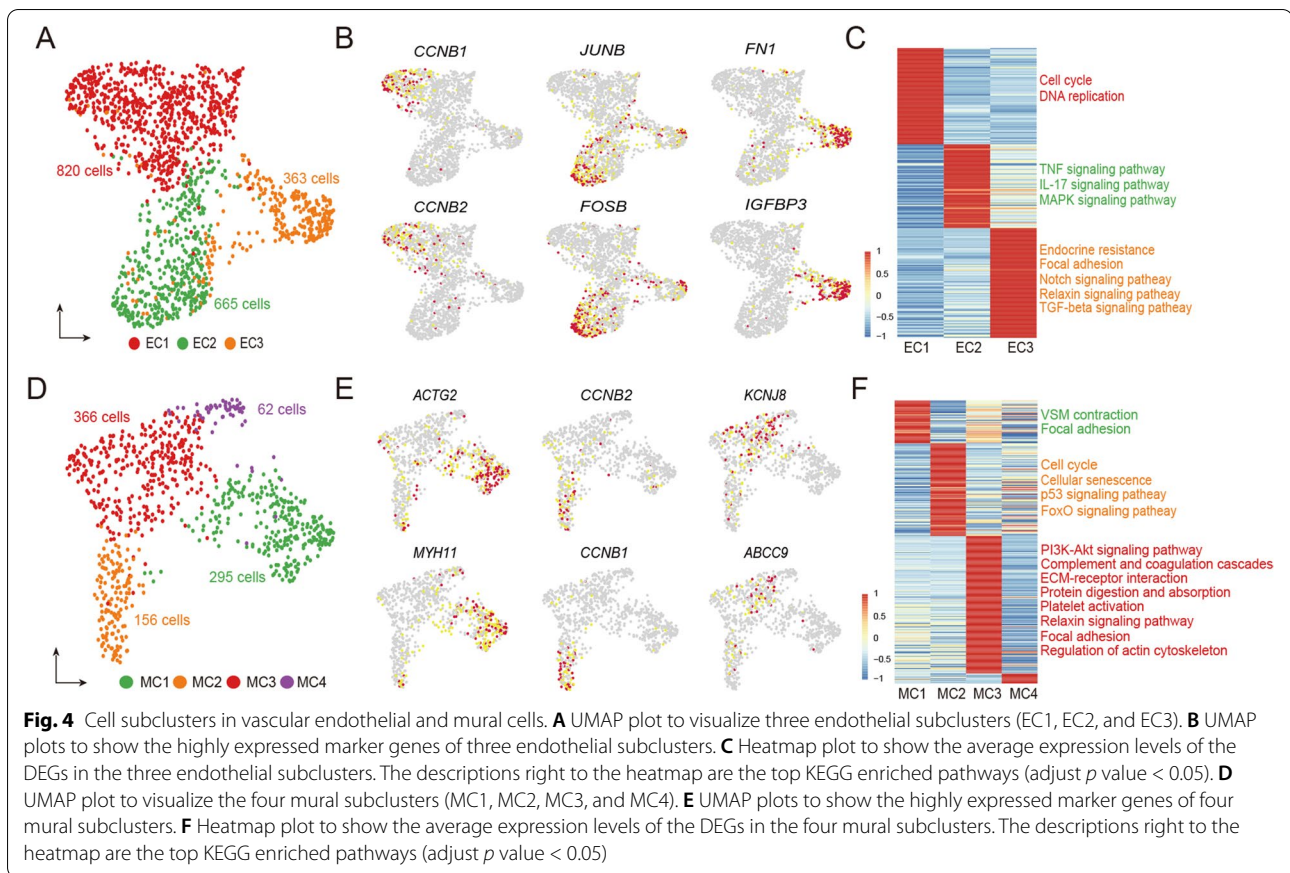 A
820 cells
363 cells
665 cells
EC1 EC2 EC3
B
CCNB1
JUNB
FN1
CCNB2
FOSB
IGFBP3
C
Cell cycle
DNA replication
TNF signaling pathway
IL-17 signaling pathway
MAPK signaling pathway
Endocrine resistance
Focal adhesion
Notch signaling patheay
Relaxin signaling patheay
TGF-beta signaling patheay
1
0.5
0
−0.5
−1
EC1 EC2 EC3
D
366 cells
62 cells
295 cells
156 cells
MC1 MC2 MC3 MC4
E
ACTG2
CCNB2
KCNJ8
MYH11
CCNB1
ABCC9
F
VSM contraction
Focal adhesion
Cell cycle
Cellular senescence
p53 signaling patheay
FoxO signaling patheay
PI3K-Akt signaling pathway
Complement and coagulation cascades
ECM-receptor interaction
Protein digestion and absorption
Platelet activation
Relaxin signaling pathway
Focal adhesion
Regulation of actin cytoskeleton
1
0.5
0
−0.5
−1
MC1 MC2 MC3 MC4
Fig. 4 Cell subclusters in vascular endothelial and mural cells. A UMAP plot to visualize three endothelial subclusters (EC1, EC2, and EC3). B UMAP
plots to show the highly expressed marker genes of three endothelial subclusters. C Heatmap plot to show the average expression levels of the
DEGs in the three endothelial subclusters. The descriptions right to the heatmap are the top KEGG enriched pathways (adjust p value < 0.05). D
UMAP plot to visualize the four mural subclusters (MC1, MC2, MC3, and MC4). E UMAP plots to show the highly expressed marker genes of four
mural subclusters. F Heatmap plot to show the average expression levels of the DEGs in the four mural subclusters. The descriptions right to the
heatmap are the top KEGG enriched pathways (adjust p value < 0.05)